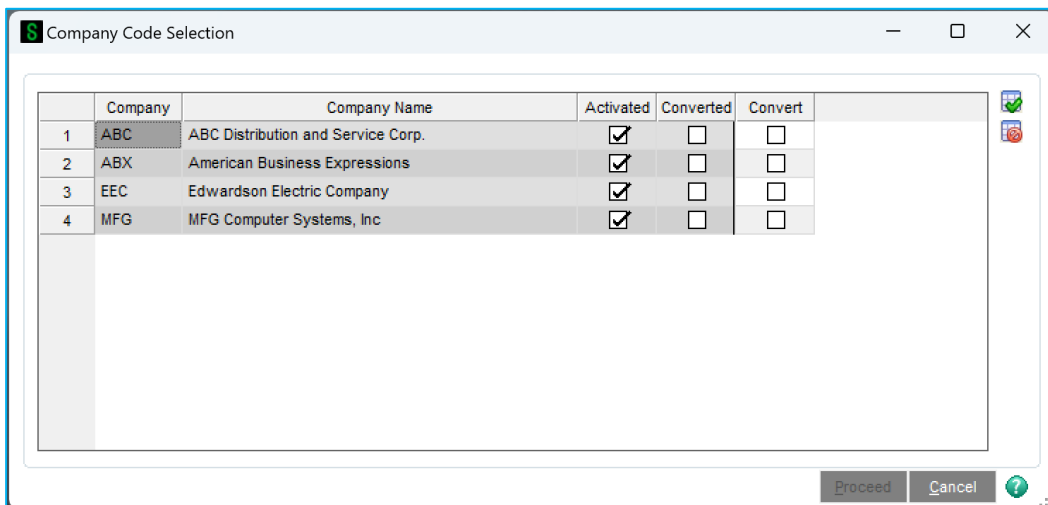 S Company Code Selection
Company Company Name Activated Converted Convert
1 ABC ABC Distribution and Service Corp.
2 ABX American Business Expressions
3 EEC Edwardson Electric Company
4 MFG MFG Computer Systems, Inc
Proceed Cancel ?